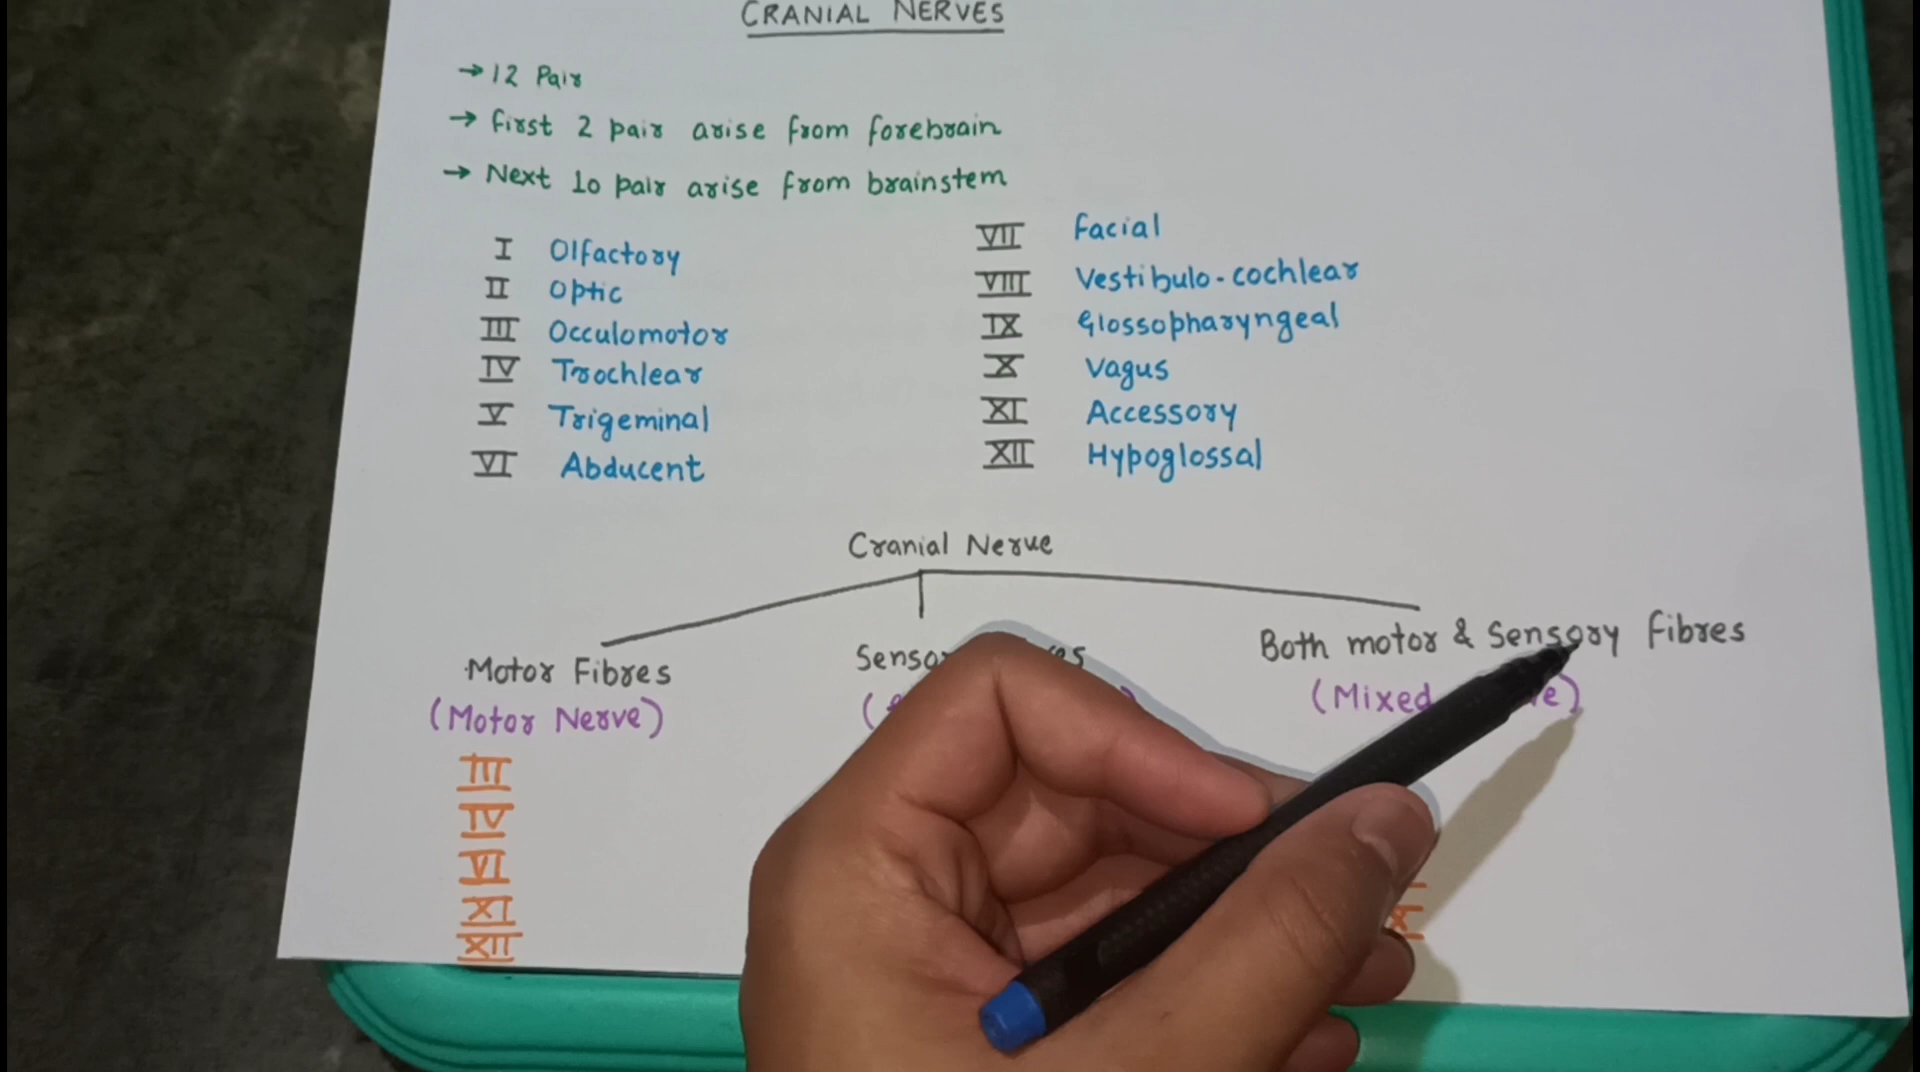 CRANIAL NERVES
→ 12 Pair
→ First 2 pair arise from forebrain
→ Next 10 pair arise from brainstem
I Olfactory
II Optic
III Occulomotor
IV Trochlear
V Trigeminal
VI Abducent
VII Facial
VIII Vestibulo-cochlear
IX Glossopharyngeal
X Vagus
XI Accessory
XII Hypoglossal
Cranial Nerve
Motor Fibres
(Motor Nerve)
III
IV
VI
XI
XII
Both motor & Sensory Fibres
(Mixed